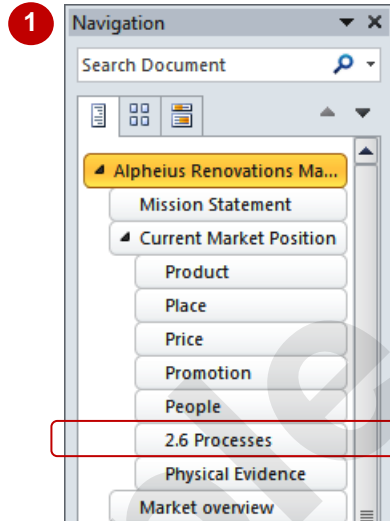 1
Navigation
Search Document
Alpheius Renovations Ma...
Mission Statement
Current Market Position
Product
Place
Price
Promotion
People
2.6 Processes
Physical Evidence
Market overview